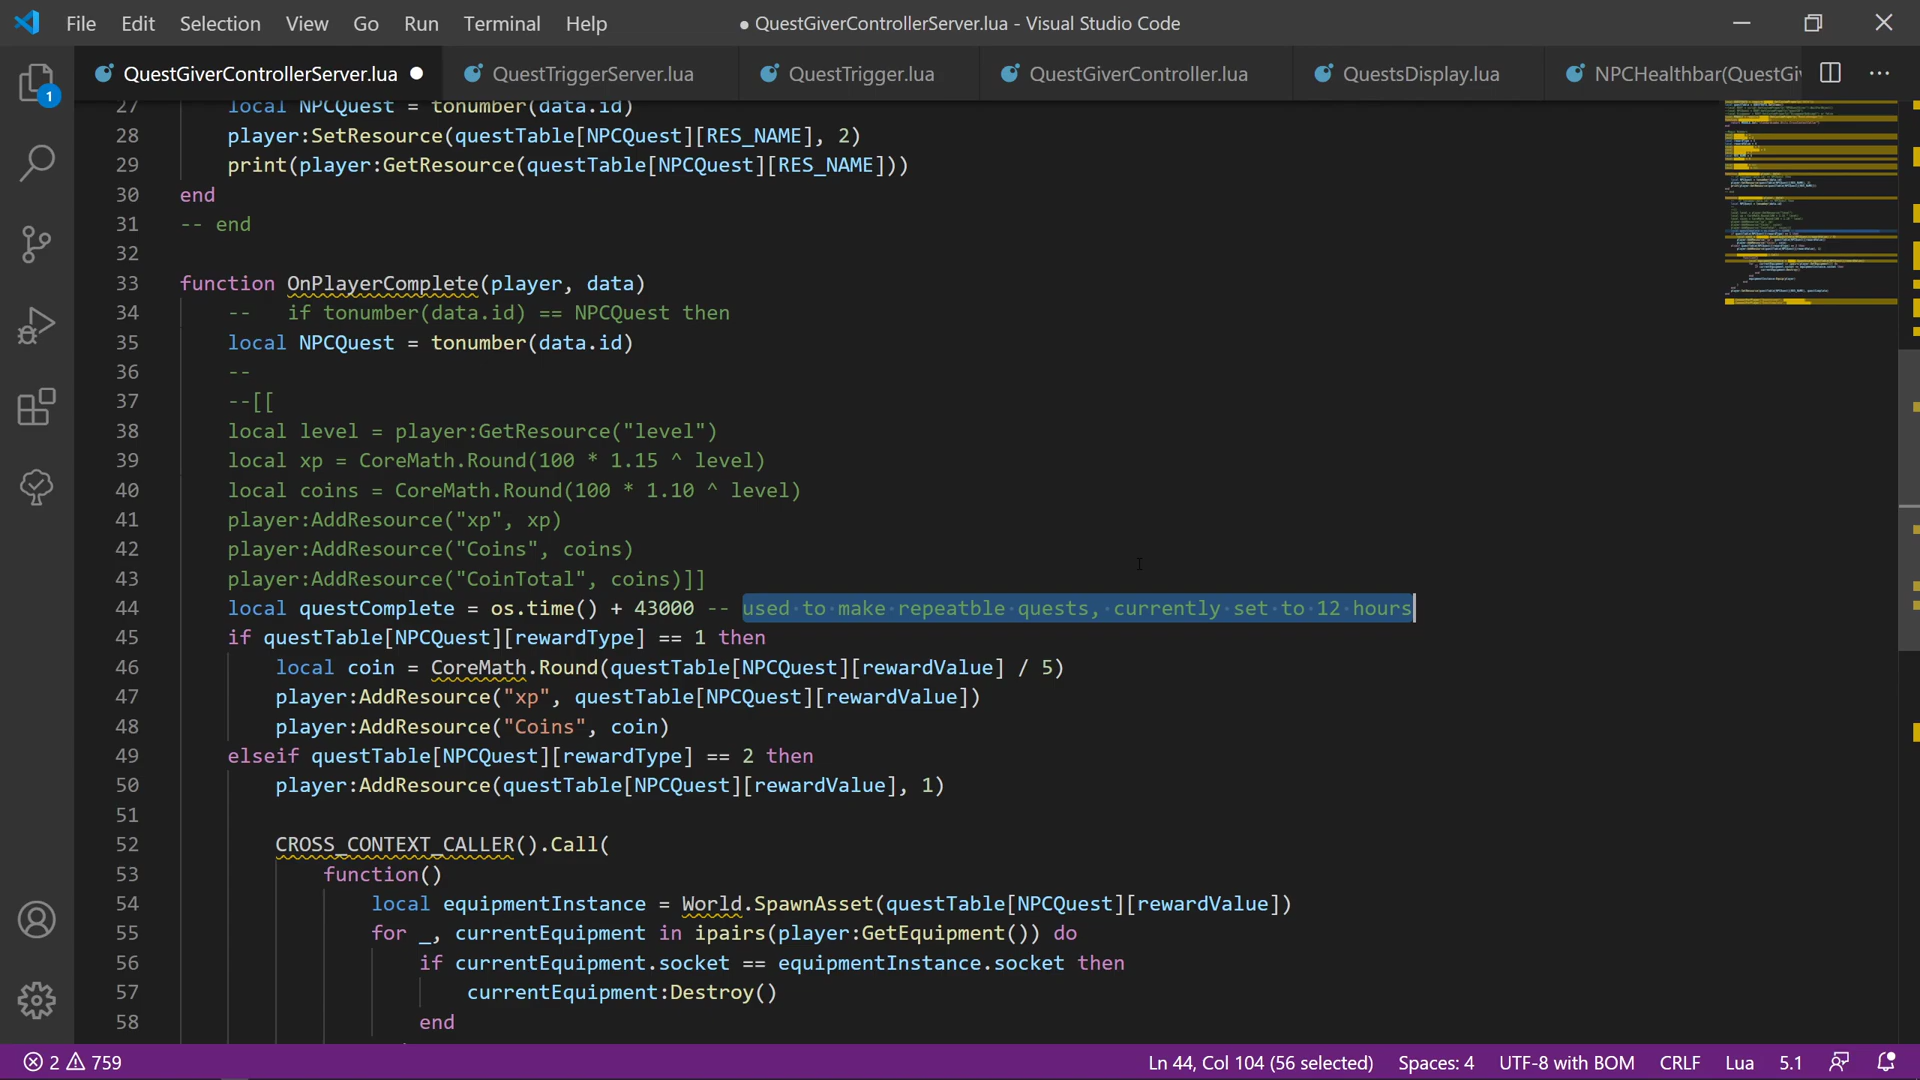 File Edit Selection View Go Run Terminal Help ● QuestGiverControllerServer.lua - Visual Studio Code
QuestGiverControllerServer.lua QuestTriggerServer.lua QuestTrigger.lua QuestGiverController.lua QuestsDisplay.lua NPCHealthbar(QuestGi
1
27 local NPCQuest = tonumber(data.id)
28 player:SetResource(questTable[NPCQuest][RES_NAME], 2)
29 print(player:GetResource(questTable[NPCQuest][RES_NAME]))
30 end
31 -- end
32
33 function OnPlayerComplete(player, data)
34 -- if tonumber(data.id) == NPCQuest then
35 local NPCQuest = tonumber(data.id)
36 --
37 --[[
38 local level = player:GetResource("level")
39 local xp = CoreMath.Round(100 * 1.15 ^ level)
40 local coins = CoreMath.Round(100 * 1.10 ^ level)
41 player:AddResource("xp", xp)
42 player:AddResource("Coins", coins)
43 player:AddResource("CoinTotal", coins)]]
44 local questComplete = os.time() + 43000 -- used to make repeatble quests, currently set to 12 hours
45 if questTable[NPCQuest][rewardType] == 1 then
46 local coin = CoreMath.Round(questTable[NPCQuest][rewardValue] / 5)
47 player:AddResource("xp", questTable[NPCQuest][rewardValue])
48 player:AddResource("Coins", coin)
49 elseif questTable[NPCQuest][rewardType] == 2 then
50 player:AddResource(questTable[NPCQuest][rewardValue], 1)
51
52 CROSS_CONTEXT_CALLER().Call(
53 function()
54 local equipmentInstance = World.SpawnAsset(questTable[NPCQuest][rewardValue])
55 for _, currentEquipment in ipairs(player:GetEquipment()) do
56 if currentEquipment.socket == equipmentInstance.socket then
57 currentEquipment:Destroy()
58 end
2 759 Ln 44, Col 104 (56 selected) Spaces: 4 UTF-8 with BOM CRLF Lua 5.1